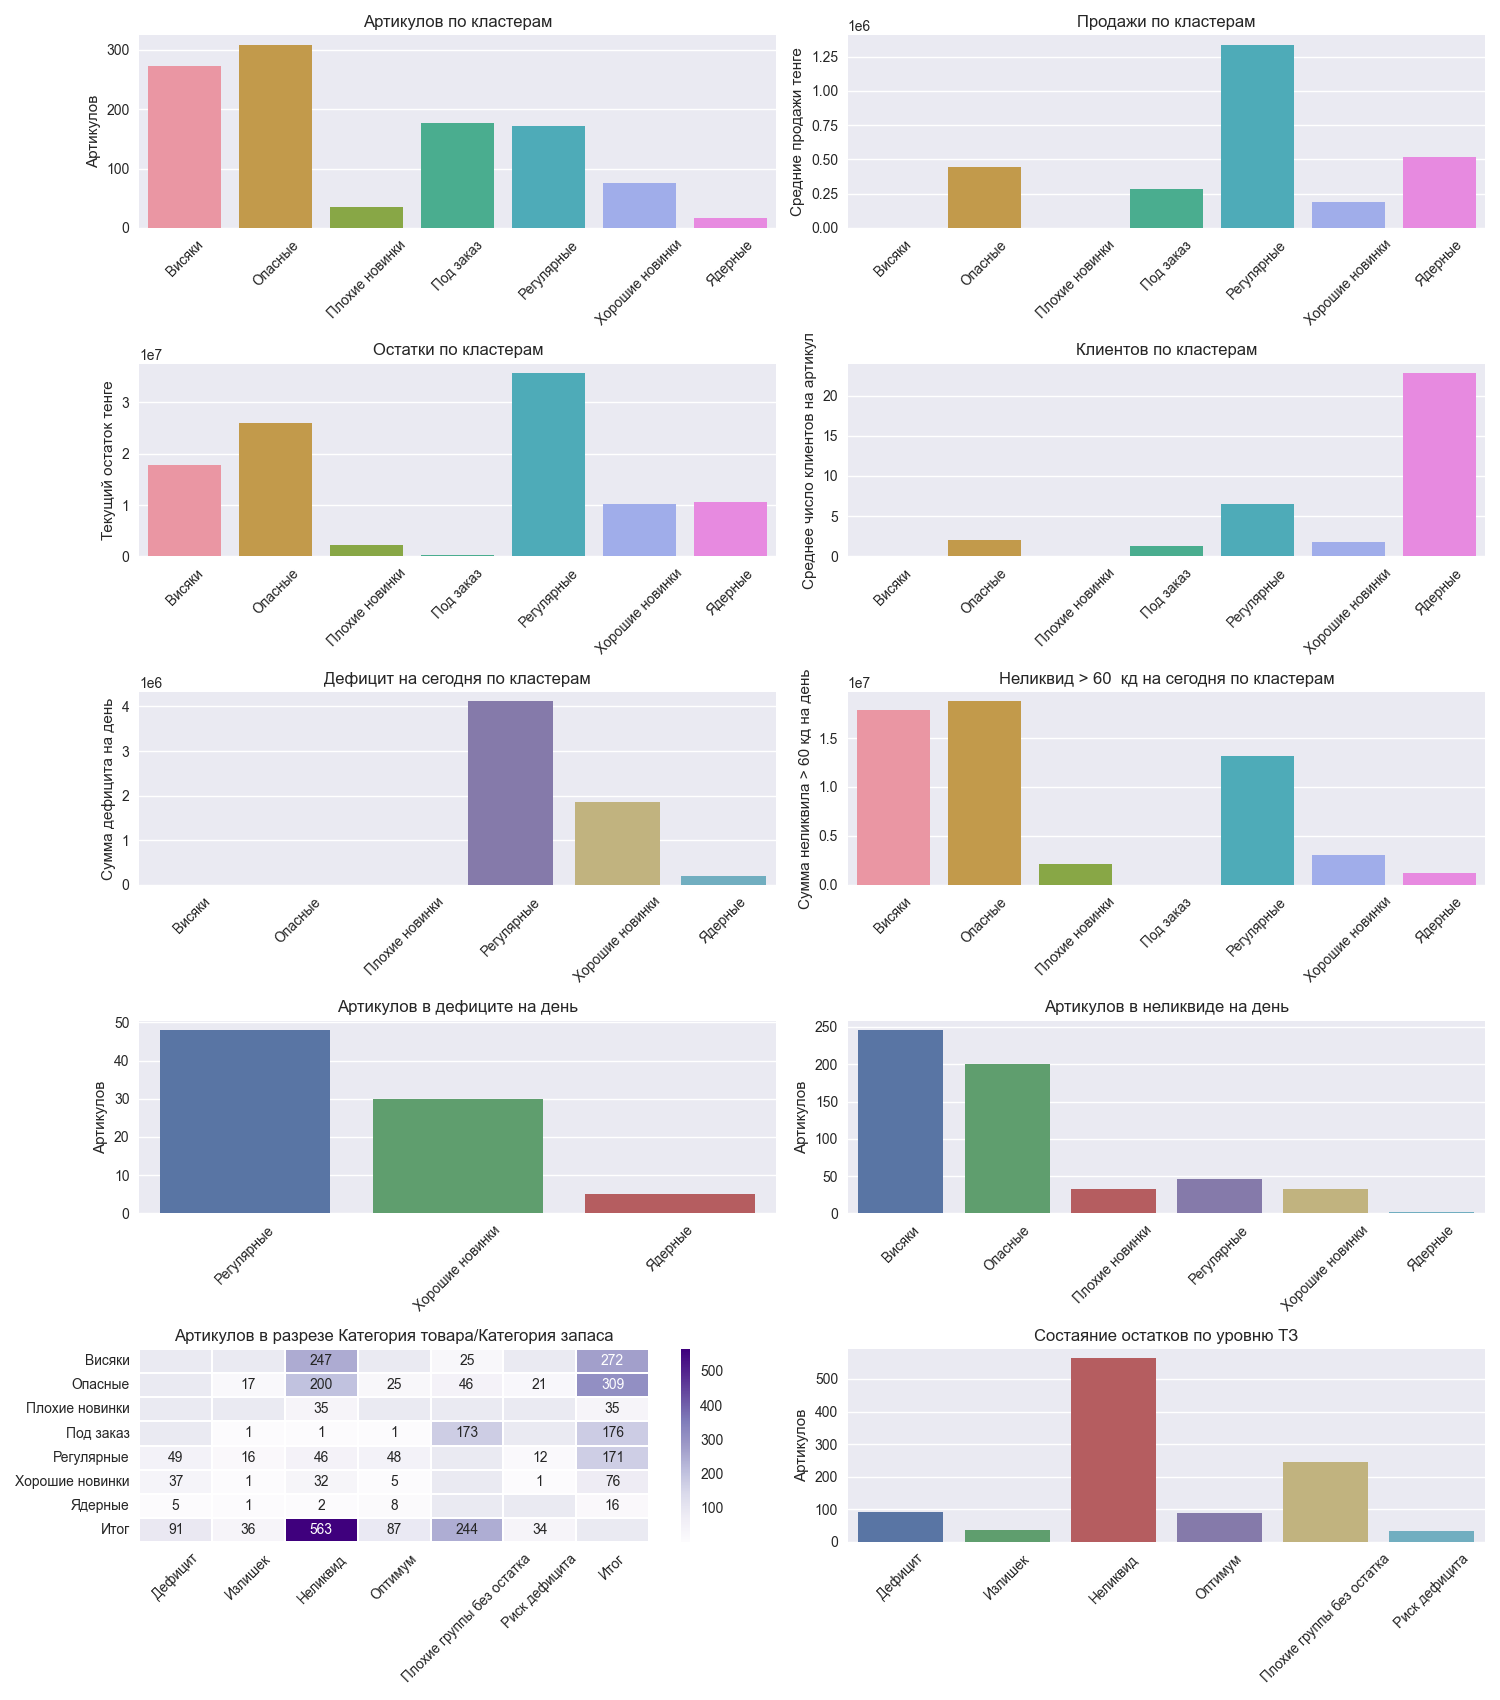 Артикулов по кластерам
Артикулов
300
200
100
0
Висяки
Опасные
Плохие новинки
Под заказ
Регулярные
Хорошие новинки
Ядерные
Продажи по кластерам
1e6
Средние продажи тенге
1.25
1.00
0.75
0.50
0.25
0.00
Висяки
Опасные
Плохие новинки
Под заказ
Регулярные
Хорошие новинки
Ядерные
Остатки по кластерам
1e7
Текущий остаток тенге
3
2
1
0
Висяки
Опасные
Плохие новинки
Под заказ
Регулярные
Хорошие новинки
Ядерные
Клиентов по кластерам
Среднее число клиентов на артикул
20
15
10
5
0
Висяки
Опасные
Плохие новинки
Под заказ
Регулярные
Хорошие новинки
Ядерные
Дефицит на сегодня по кластерам
1e6
Сумма дефицита на день
4
3
2
1
0
Висяки
Опасные
Плохие новинки
Регулярные
Хорошие новинки
Ядерные
Неликвид > 60 кд на сегодня по кластерам
1e7
Сумма неликвила > 60 кд на день
1.5
1.0
0.5
0.0
Висяки
Опасные
Плохие новинки
Под заказ
Регулярные
Хорошие новинки
Ядерные
Артикулов в дефиците на день
Артикулов
50
40
30
20
10
0
Регулярные
Хорошие новинки
Ядерные
Артикулов в неликвиде на день
Артикулов
250
200
150
100
50
0
Висяки
Опасные
Плохие новинки
Регулярные
Хорошие новинки
Ядерные
Артикулов в разрезе Категория товара/Категория запаса
Висяки 247 25 272
Опасные 17 200 25 46 21 309
Плохие новинки 35 35
Под заказ 1 1 1 173 176
Регулярные 49 16 46 48 12 171
Хорошие новинки 37 1 32 5 1 76
Ядерные 5 1 2 8 16
Итог 91 36 563 87 244 34
Дефицит
Излишек
Неликвид
Оптимум
Плохие группы без остатка
Риск дефицита
Итог
500
400
300
200
100
Состаяние остатков по уровню ТЗ
Артикулов
500
400
300
200
100
0
Дефицит
Излишек
Неликвид
Оптимум
Плохие группы без остатка
Риск дефицита